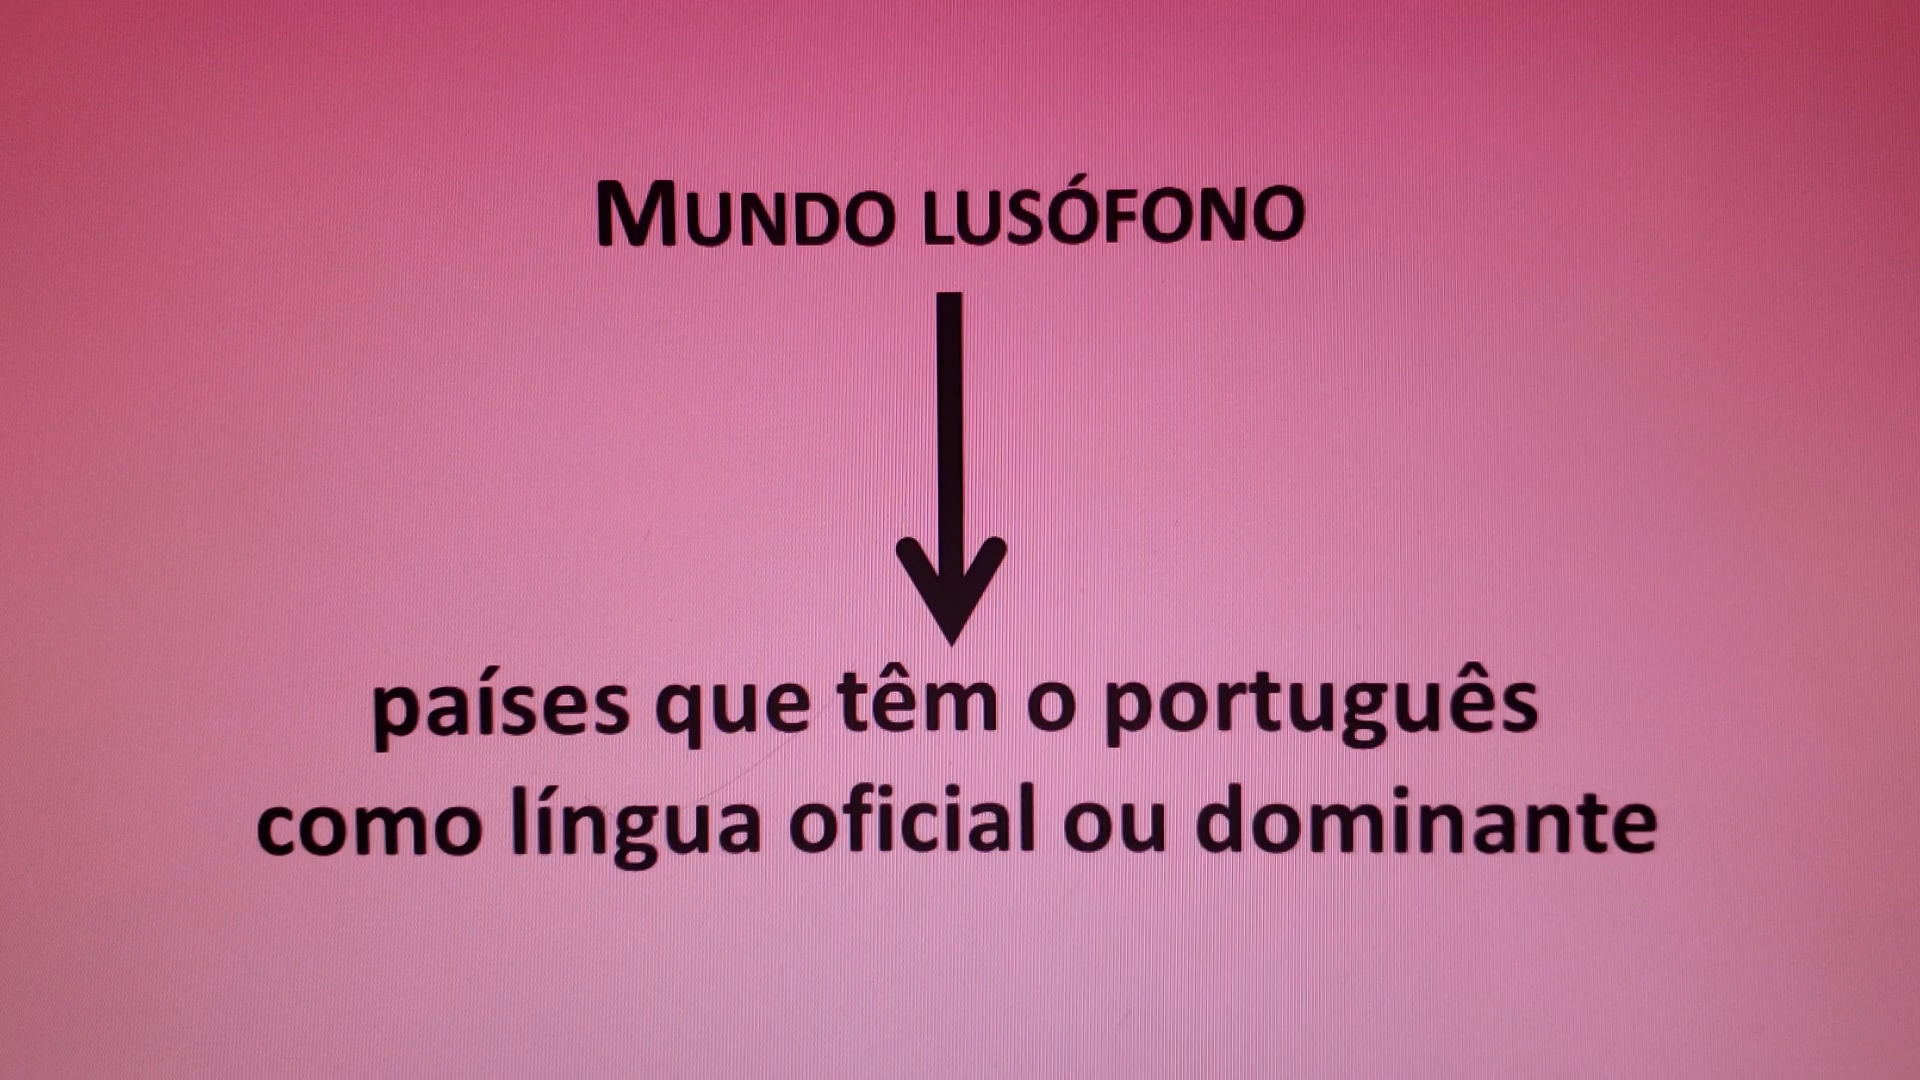 MUNDO LUSÓFONO
países que têm o português
como língua oficial ou dominante